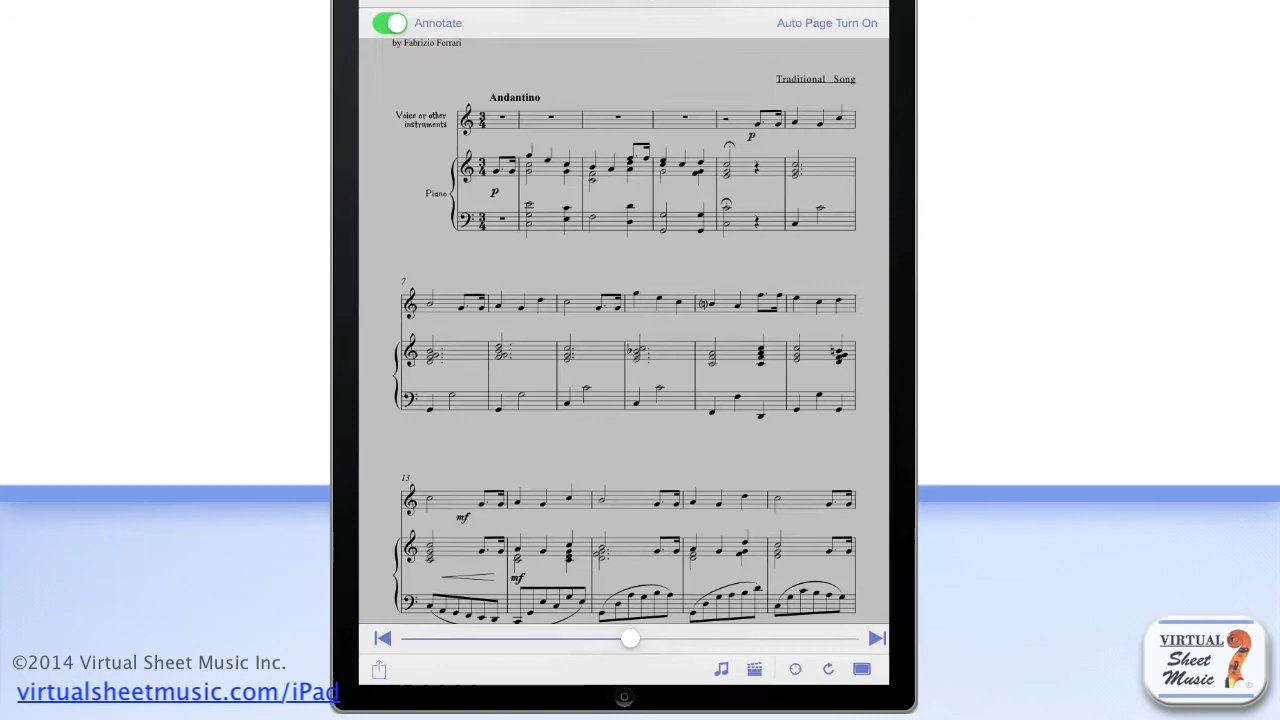 Annotate
Auto Page Turn On
by Fabrizio Ferrari
Traditional Song
Andantino
Voice or other
instruments
p
Piano
p
7
13
mf
mf
©2014 Virtual Sheet Music Inc.
virtualsheetmusic.com/iPad
VIRTUAL
Sheet
Music